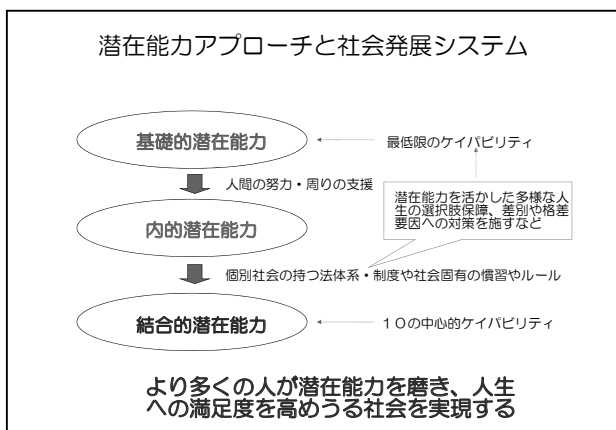 潜在能力アプローチと社会発展システム
基礎的潜在能力
最低限のケイパビリティ
人間の努力・周りの支援
潜在能力を活かした多様な人
生の選択肢保障、差別や格差
要因への対策を施すなど
内的潜在能力
個別社会の持つ法体系・制度や社会固有の慣習やルール
結合的潜在能力
１０の中心的ケイパビリティ
より多くの人が潜在能力を磨き、人生
への満足度を高めうる社会を実現する